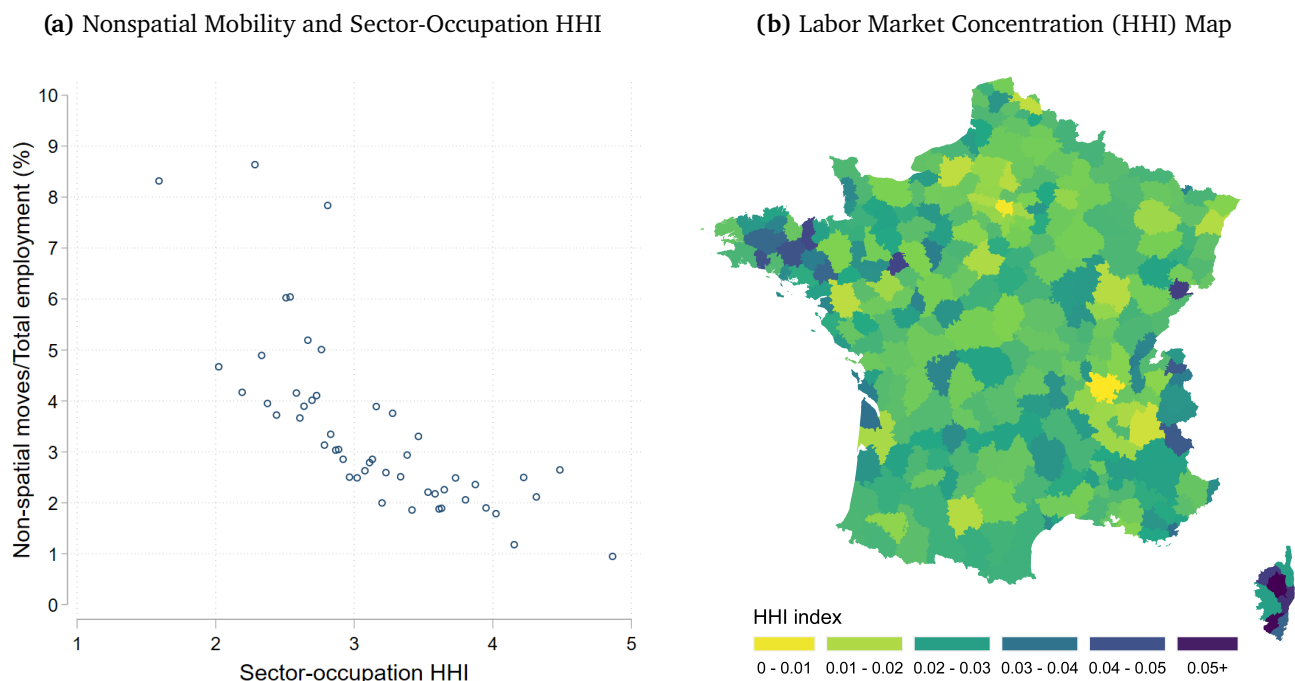 (a) Nonspatial Mobility and Sector-Occupation HHI
Non-spatial moves/Total employment (%)
10
9
8
7
6
5
4
3
2
1
0
1 2 3 4 5
Sector-occupation HHI
(b) Labor Market Concentration (HHI) Map
HHI index
0 - 0.01 0.01 - 0.02 0.02 - 0.03 0.03 - 0.04 0.04 - 0.05 0.05+